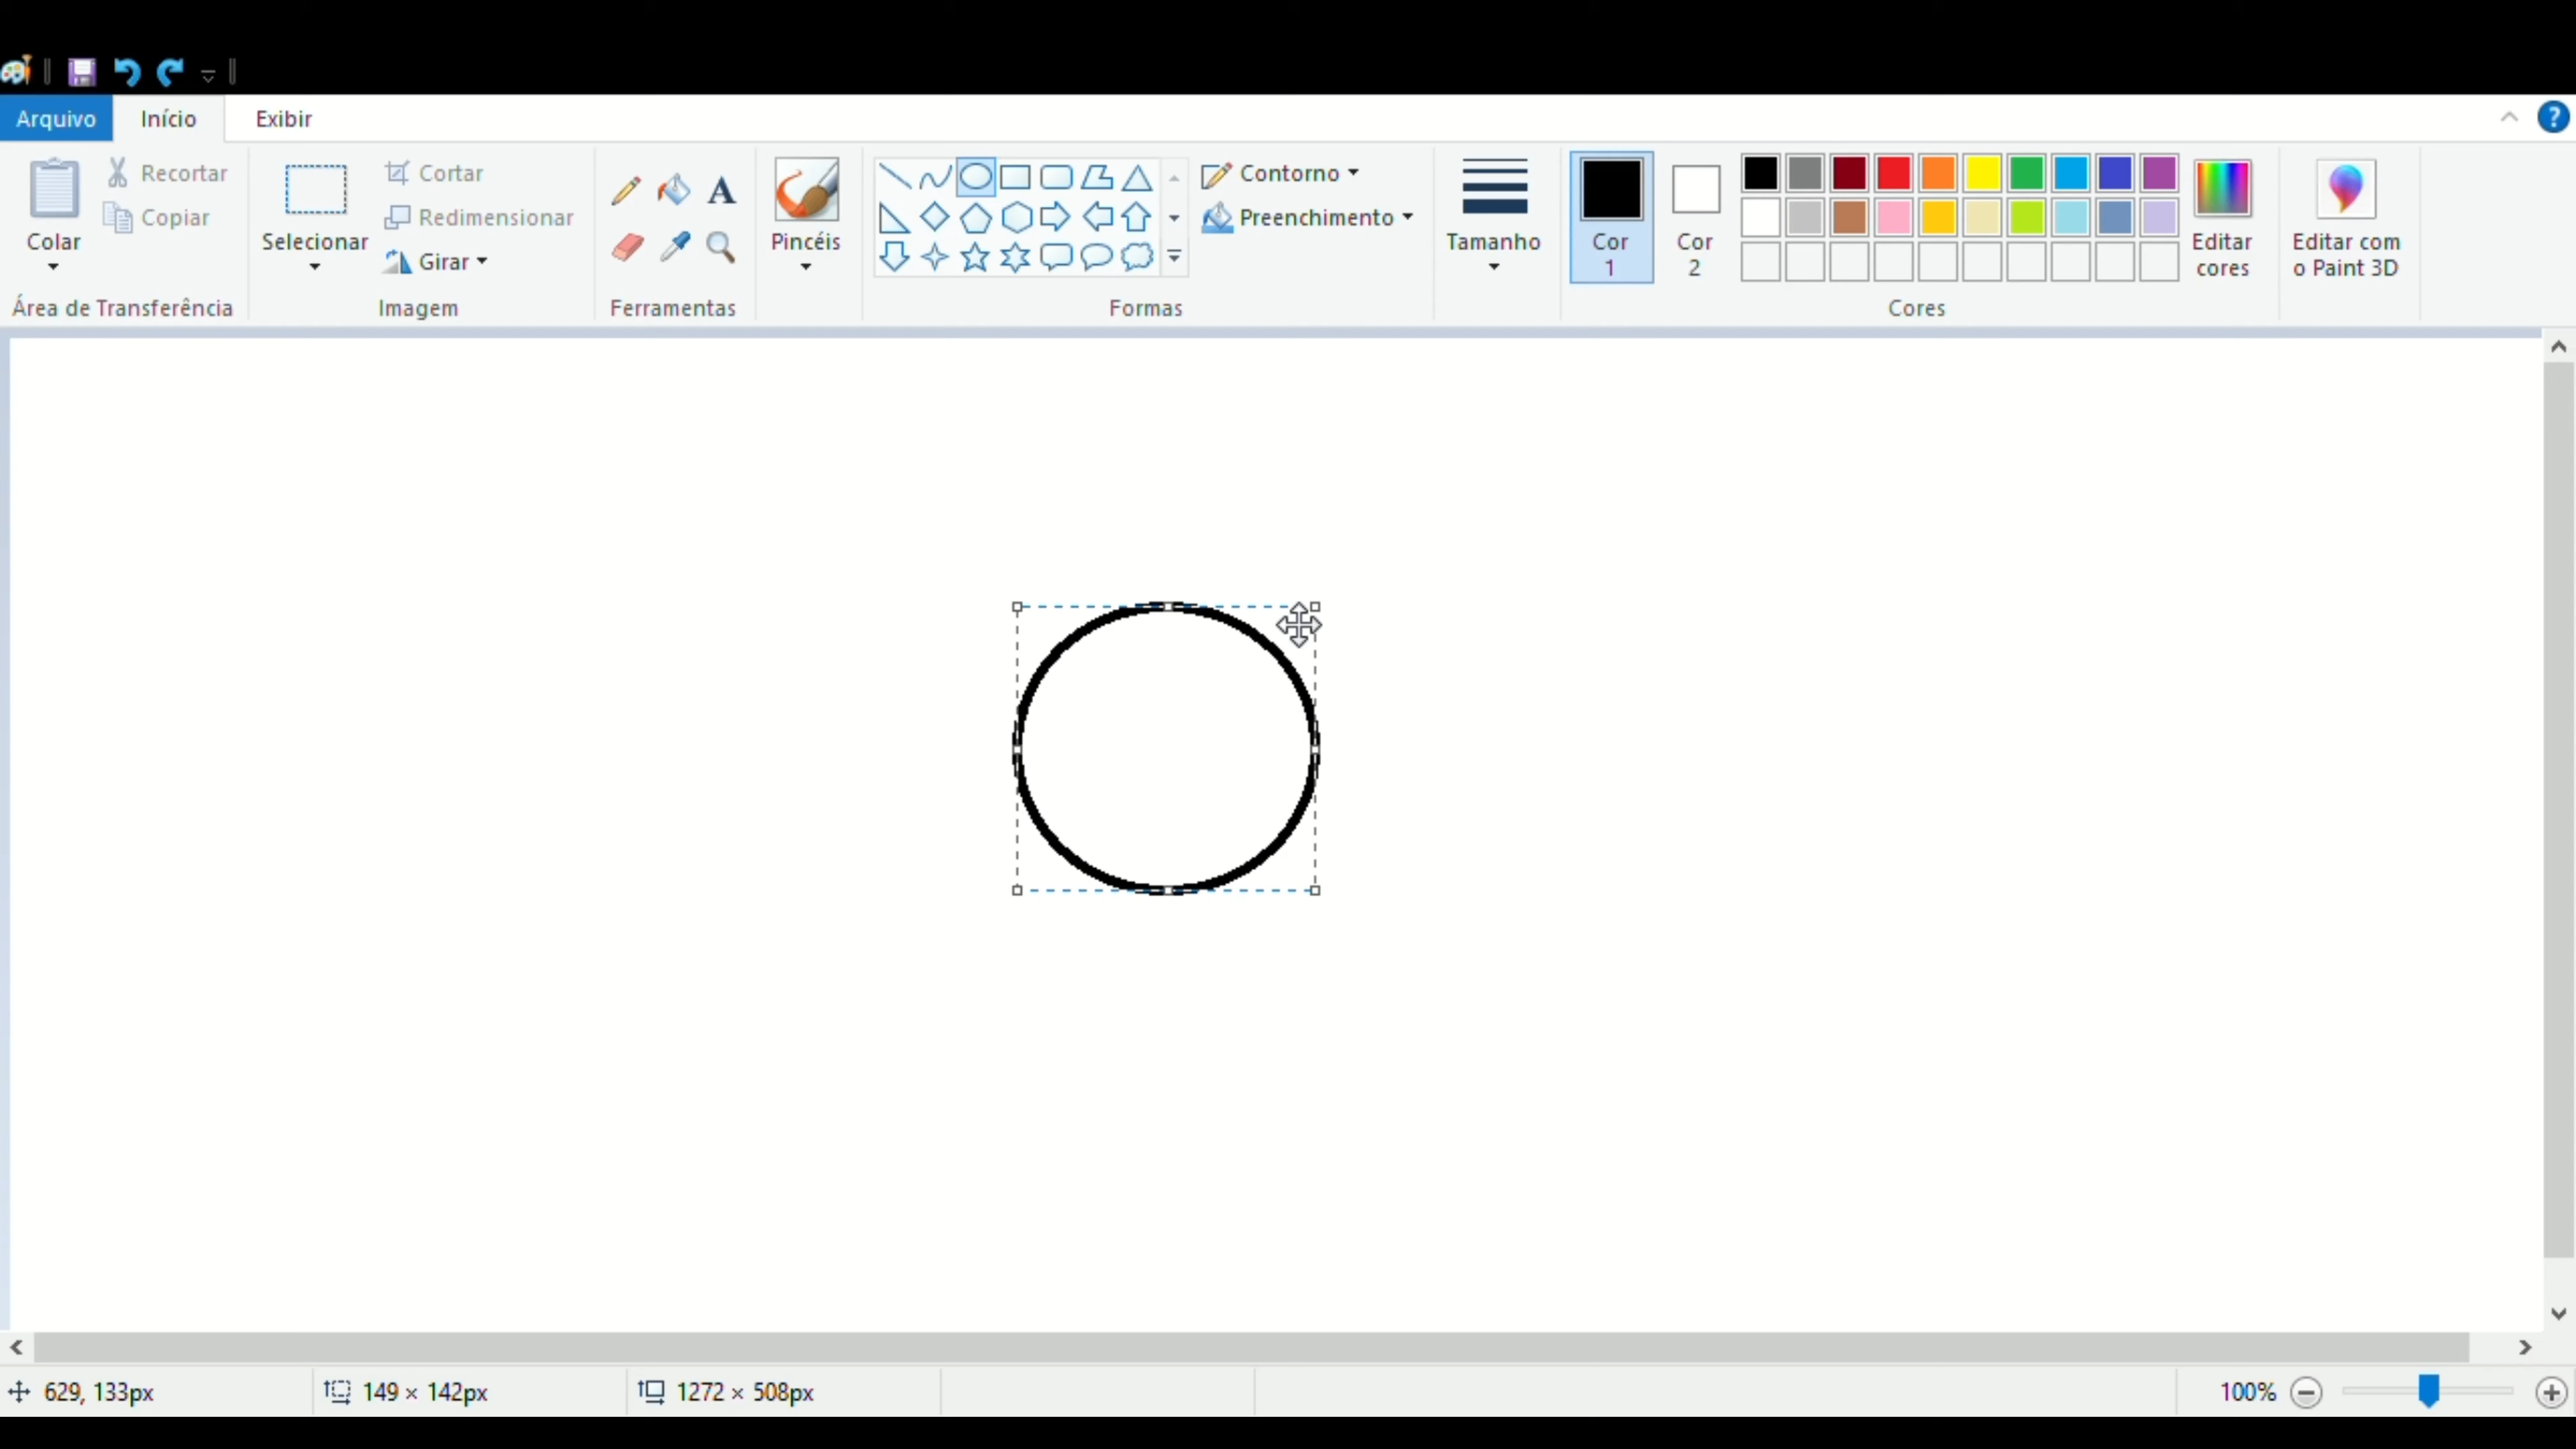 Arquivo Início Exibir
Colar
Recortar
Copiar
Área de Transferência
Selecionar
Cortar
Redimensionar
Girar
Imagem
A
Ferramentas
Pincéis
Contorno
Preenchimento
Formas
Tamanho
Cor
1
Cor
2
Cores
Editar
cores
Editar com
o Paint 3D
?
629, 133px 149 × 142px 1272 × 508px 100%